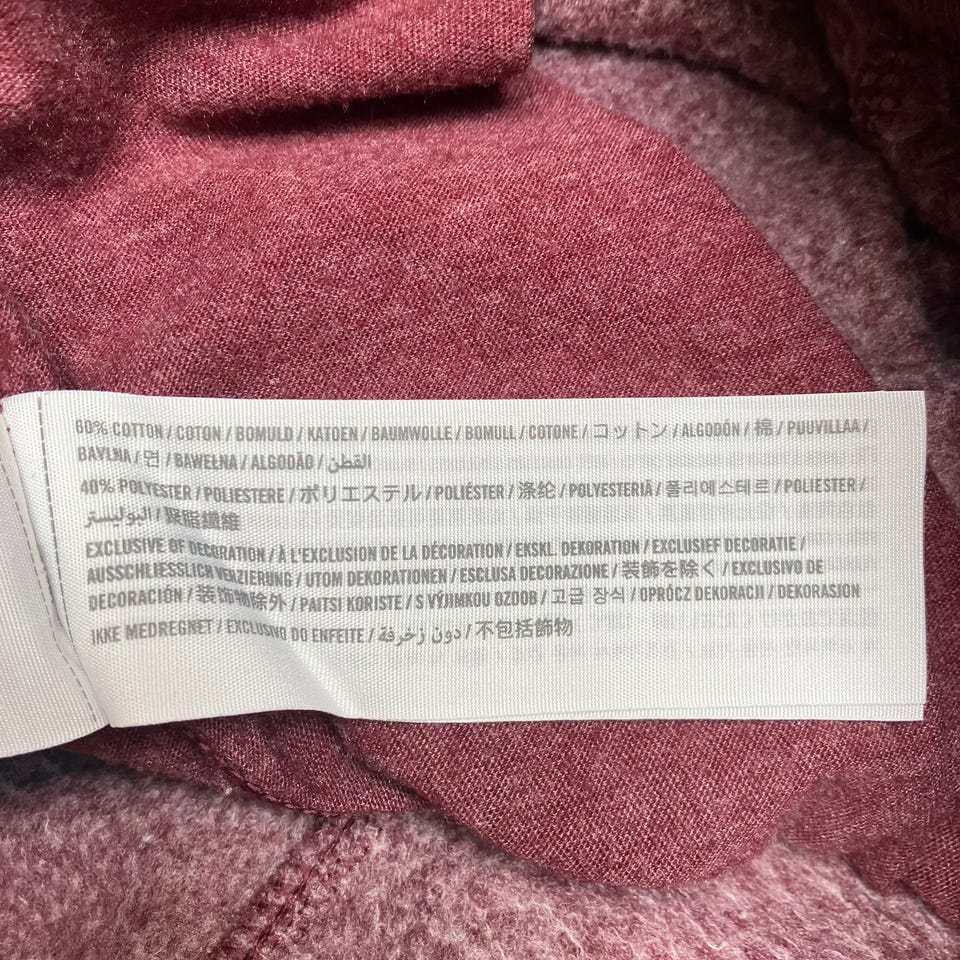 60% COTTON / COTON / BOMULD / KATOEN / BAUMWOLLE / BOMULL / COTONE / コットン / ALGODÓN / 棉 / PUUVILLAA /
BAVLNA / 면 / BAWEŁNA / ALGODÃO / القطن
40% POLYESTER / POLIESTERE / ポリエステル / POLIÉSTER / 涤纶 / POLYESTERIÄ / 폴리에스테르 / POLIESTER /
البوليستر / 聚脂纖維
EXCLUSIVE OF DECORATION / À L'EXCLUSION DE LA DÉCORATION / EKSKL. DEKORATION / EXCLUSIEF DECORATIE /
AUSSCHLIESSLICH VERZIERUNG / UTOM DEKORATIONEN / ESCLUSA DECORAZIONE / 装飾を除く / EXCLUSIVO DE
DECORACIÓN / 装饰物除外 / PAITSI KORISTE / S VÝJIMKOU OZDOB / 고급 장식 / OPRÓCZ DEKORACJI / DEKORASJON
IKKE MEDREGNET / EXCLUSIVO DO ENFEITE / دون زخرفة / 不包括飾物